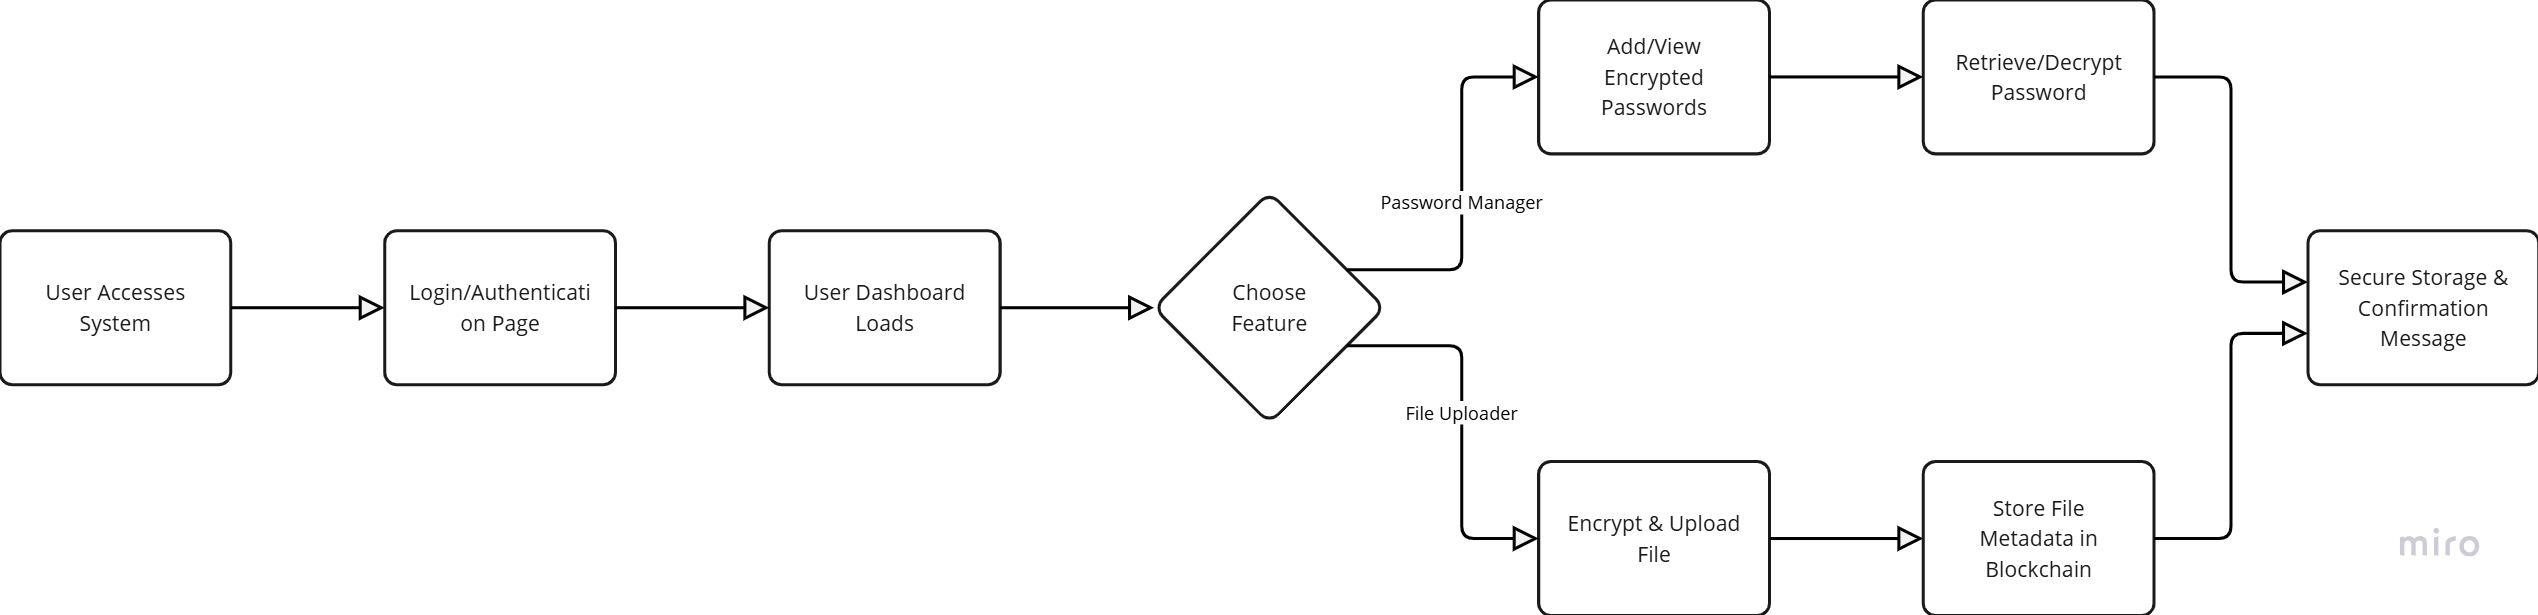 User Accesses
System
Login/Authenticati
on Page
User Dashboard
Loads
Choose
Feature
Password Manager
Add/View
Encrypted
Passwords
Retrieve/Decrypt
Password
File Uploader
Encrypt & Upload
File
Store File
Metadata in
Blockchain
Secure Storage &
Confirmation
Message
miro